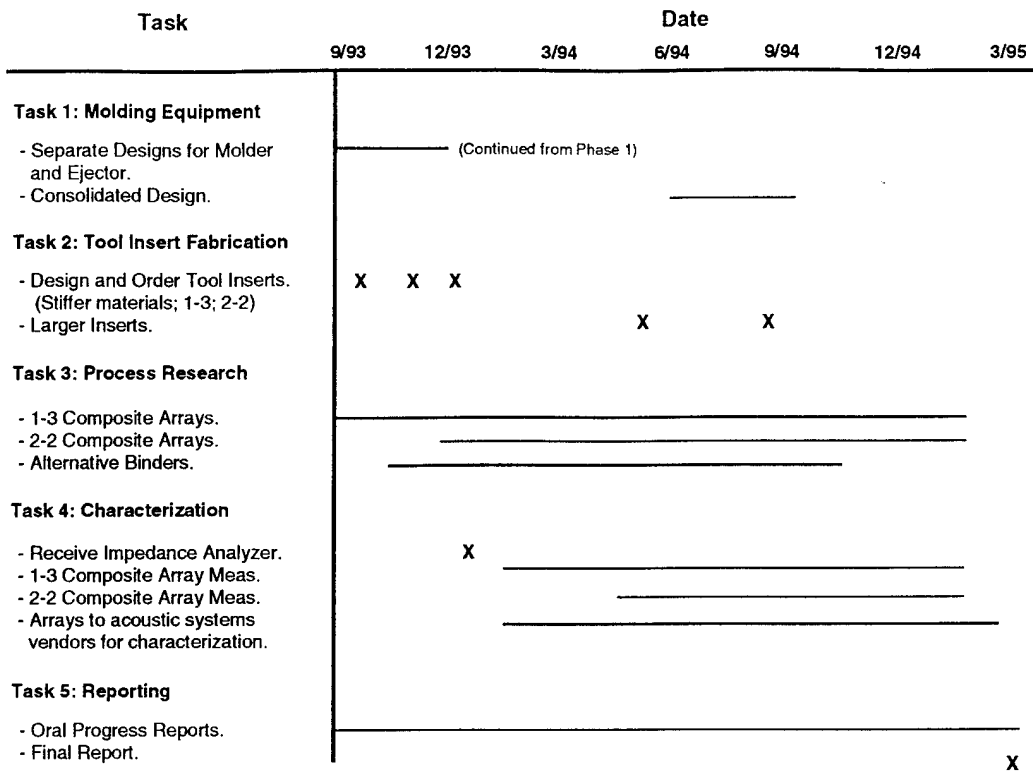 Task Date
9/93 12/93 3/94 6/94 9/94 12/94 3/95
Task 1: Molding Equipment
- Separate Designs for Molder (Continued from Phase 1)
and Ejector.
- Consolidated Design.
Task 2: Tool Insert Fabrication
- Design and Order Tool Inserts. X X X
(Stiffer materials; 1-3; 2-2)
- Larger Inserts. X X
Task 3: Process Research
- 1-3 Composite Arrays.
- 2-2 Composite Arrays.
- Alternative Binders.
Task 4: Characterization
- Receive Impedance Analyzer. X
- 1-3 Composite Array Meas.
- 2-2 Composite Array Meas.
- Arrays to acoustic systems
vendors for characterization.
Task 5: Reporting
- Oral Progress Reports.
- Final Report. X